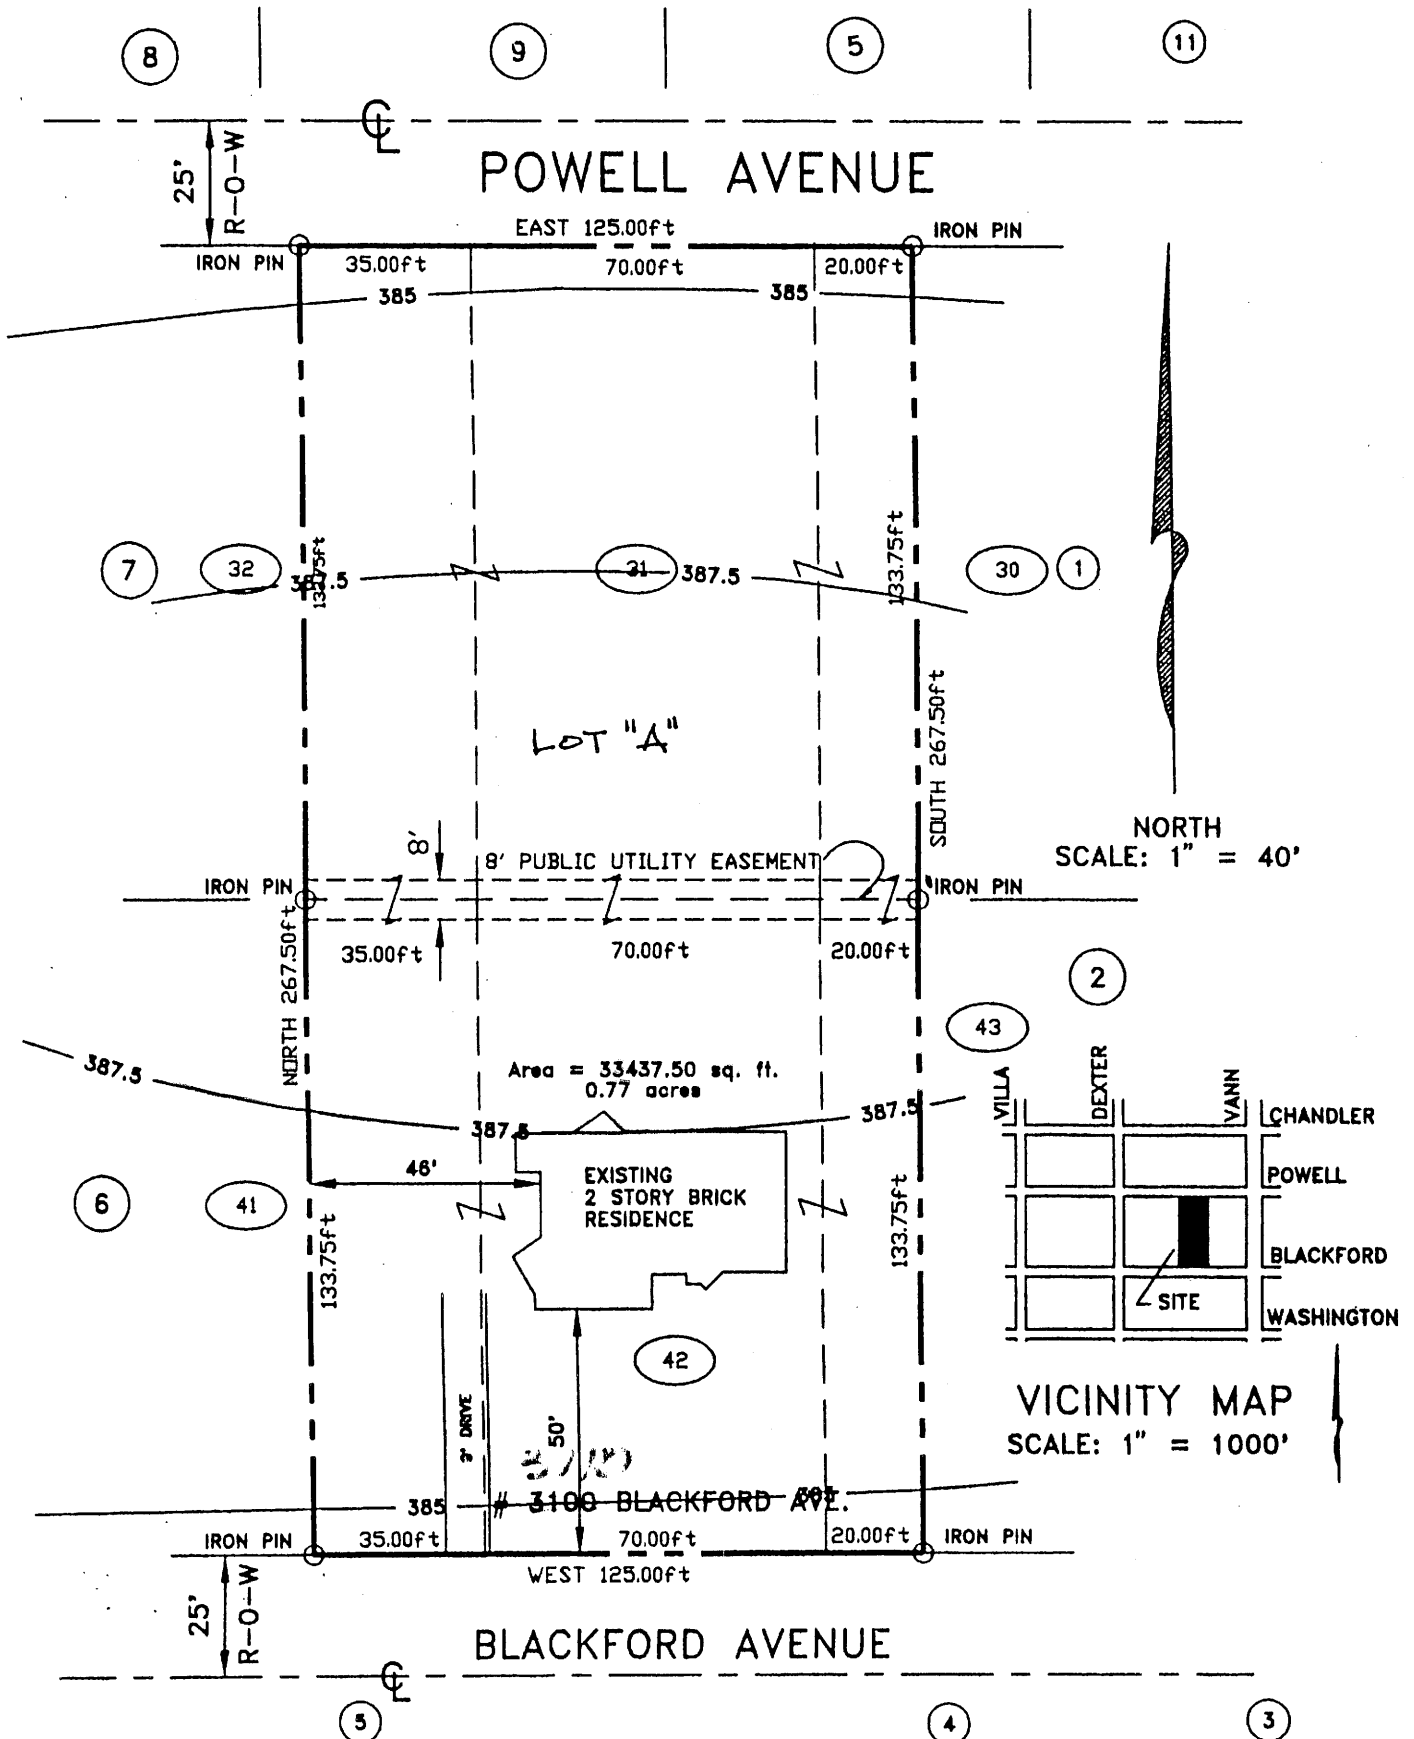 8
9
5
11
CL
25'
R-O-W
POWELL AVENUE
EAST 125.00ft
IRON PIN
IRON PIN
35.00ft
70.00ft
20.00ft
385
385
7
32
387.5
133.75ft
31
387.5
133.75ft
30
1
LOT "A"
SOUTH 267.50ft
NORTH
SCALE: 1" = 40'
8'
8' PUBLIC UTILITY EASEMENT
IRON PIN
IRON PIN
35.00ft
70.00ft
20.00ft
NORTH 267.50ft
2
43
387.5
Area = 33437.50 sq. ft.
0.77 acres
387.5
387.5
46'
EXISTING
2 STORY BRICK
RESIDENCE
6
41
133.75ft
133.75ft
VILLA
DEXTER
VANN
CHANDLER
POWELL
BLACKFORD
SITE
WASHINGTON
42
VICINITY MAP
SCALE: 1" = 1000'
DRIVE
50'
385
# 3100 BLACKFORD AVE.
IRON PIN
35.00ft
70.00ft
20.00ft
IRON PIN
WEST 125.00ft
25'
R-O-W
BLACKFORD AVENUE
CL
5
4
3